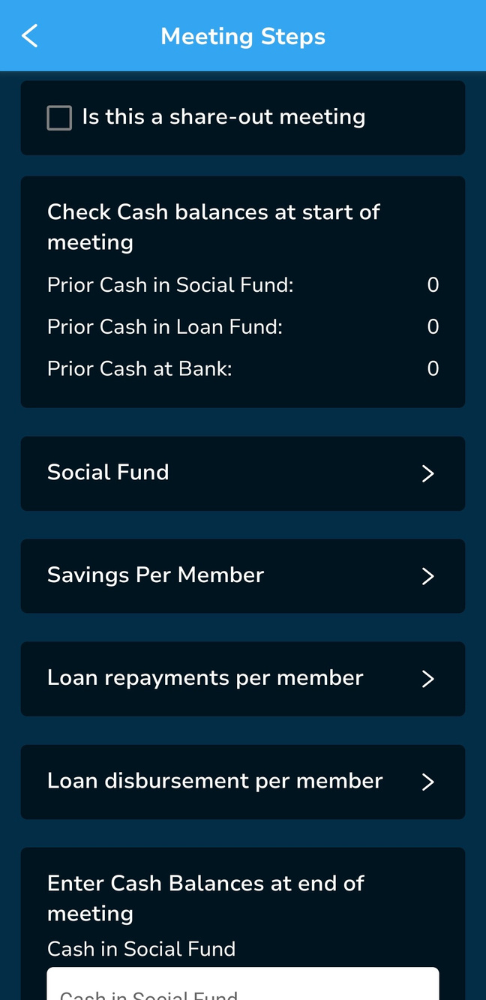 Meeting Steps
Is this a share-out meeting
Check Cash balances at start of
meeting
Prior Cash in Social Fund: 0
Prior Cash in Loan Fund: 0
Prior Cash at Bank: 0
Social Fund
Savings Per Member
Loan repayments per member
Loan disbursement per member
Enter Cash Balances at end of
meeting
Cash in Social Fund
Cash in Social Fund